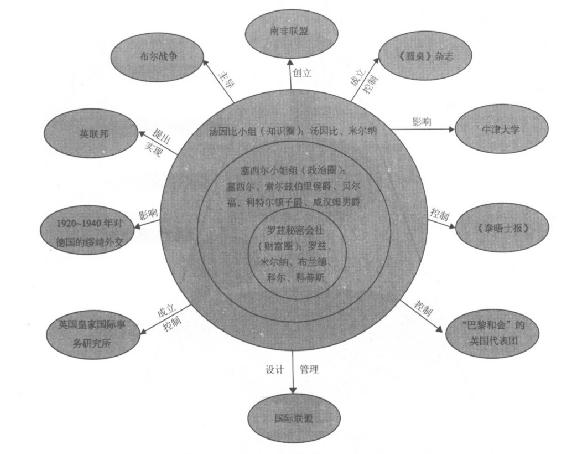 南非联盟
布尔战争
《圆桌》杂志
主导
创立
成立
控制
英联邦
提出
实现
汤因比小组（知识圈）：汤因比、米尔纳
影响
牛津大学
塞西尔小姐组（政治圈）：
塞西尔、索尔兹伯里侯爵、贝尔
福、利特尔顿子爵、威汉姆男爵
1920~1940年对
德国的绥靖外交
影响
罗兹秘密会社
（财富圈）：罗兹、
米尔纳、布兰德、
科尔、科蒂斯
控制
《泰晤士报》
英国皇家国际事
务研究所
成立
控制
控制
“巴黎和会”的
英国代表团
设计
管理
国际联盟